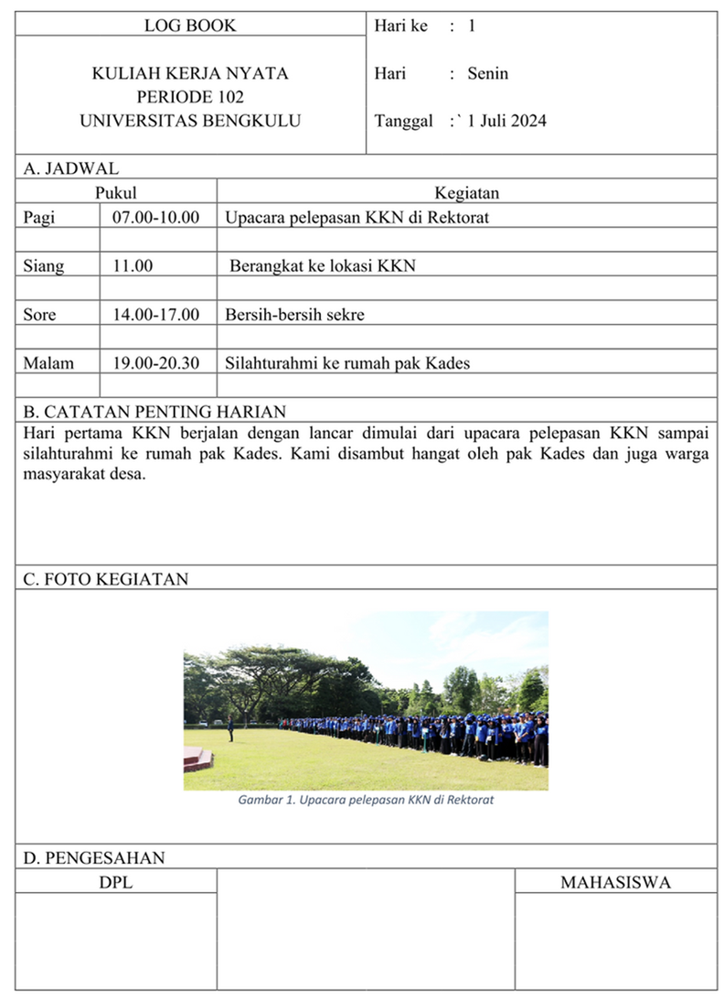 LOG BOOK
KULIAH KERJA NYATA
PERIODE 102
UNIVERSITAS BENGKULU
Hari ke : 1
Hari : Senin
Tanggal :` 1 Juli 2024
A. JADWAL
Pukul Kegiatan
Pagi 07.00-10.00 Upacara pelepasan KKN di Rektorat
Siang 11.00 Berangkat ke lokasi KKN
Sore 14.00-17.00 Bersih-bersih sekre
Malam 19.00-20.30 Silahturahmi ke rumah pak Kades
B. CATATAN PENTING HARIAN
Hari pertama KKN berjalan dengan lancar dimulai dari upacara pelepasan KKN sampai
silahturahmi ke rumah pak Kades. Kami disambut hangat oleh pak Kades dan juga warga
masyarakat desa.
C. FOTO KEGIATAN
Gambar 1. Upacara pelepasan KKN di Rektorat
D. PENGESAHAN
DPL MAHASISWA